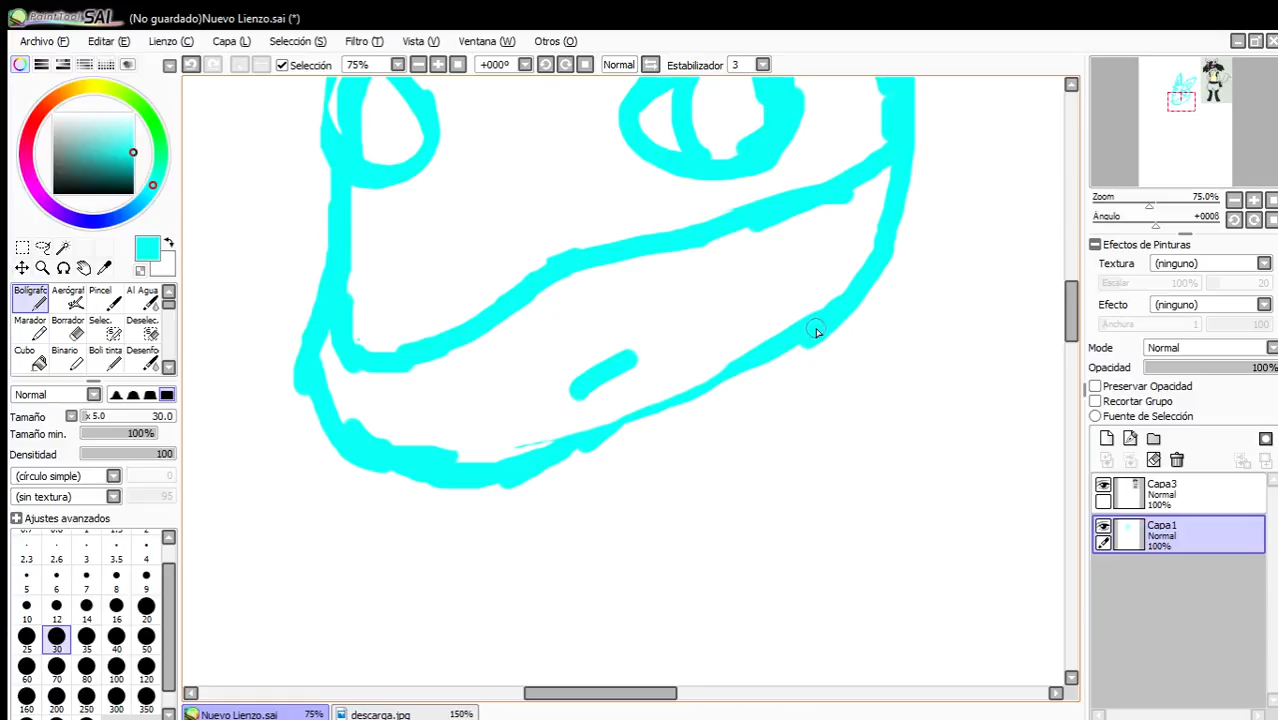 PaintTool SAI (No guardado)Nuevo Lienzo.sai (*)
Archivo (F) Editar (E) Lienzo (C) Capa (L) Selección (S) Filtro (T) Vista (V) Ventana (W) Otros (O)
Selección 75% +000º Normal Estabilizador 3
Zoom 75.0%
Ángulo +000ß
Efectos de Pinturas
Textura (ninguno)
Escalar 100% 20
Efecto (ninguno)
Anchura 1 100
Mode Normal
Opacidad 100%
Preservar Opacidad
Recortar Grupo
Fuente de Selección
Capa3
Normal
100%
Capa1
Normal
100%
Bolígrafc Aerógraf Pincel Al Agua
Marador Borrador Selec. Deselec.
Cubo Binario Boli tinta Desenfo
Normal
Tamaño x 5.0 30.0
Tamaño min. 100%
Densitidad 100
(círculo simple) 0
(sin textura) 95
Ajustes avanzados
2.3 2.6 3 3.5 4
5 6 7 8 9
10 12 14 16 20
25 30 35 40 50
60 70 80 100 120
160 200 250 300 350
Nuevo Lienzo.sai 75% descarga.jpg 150%